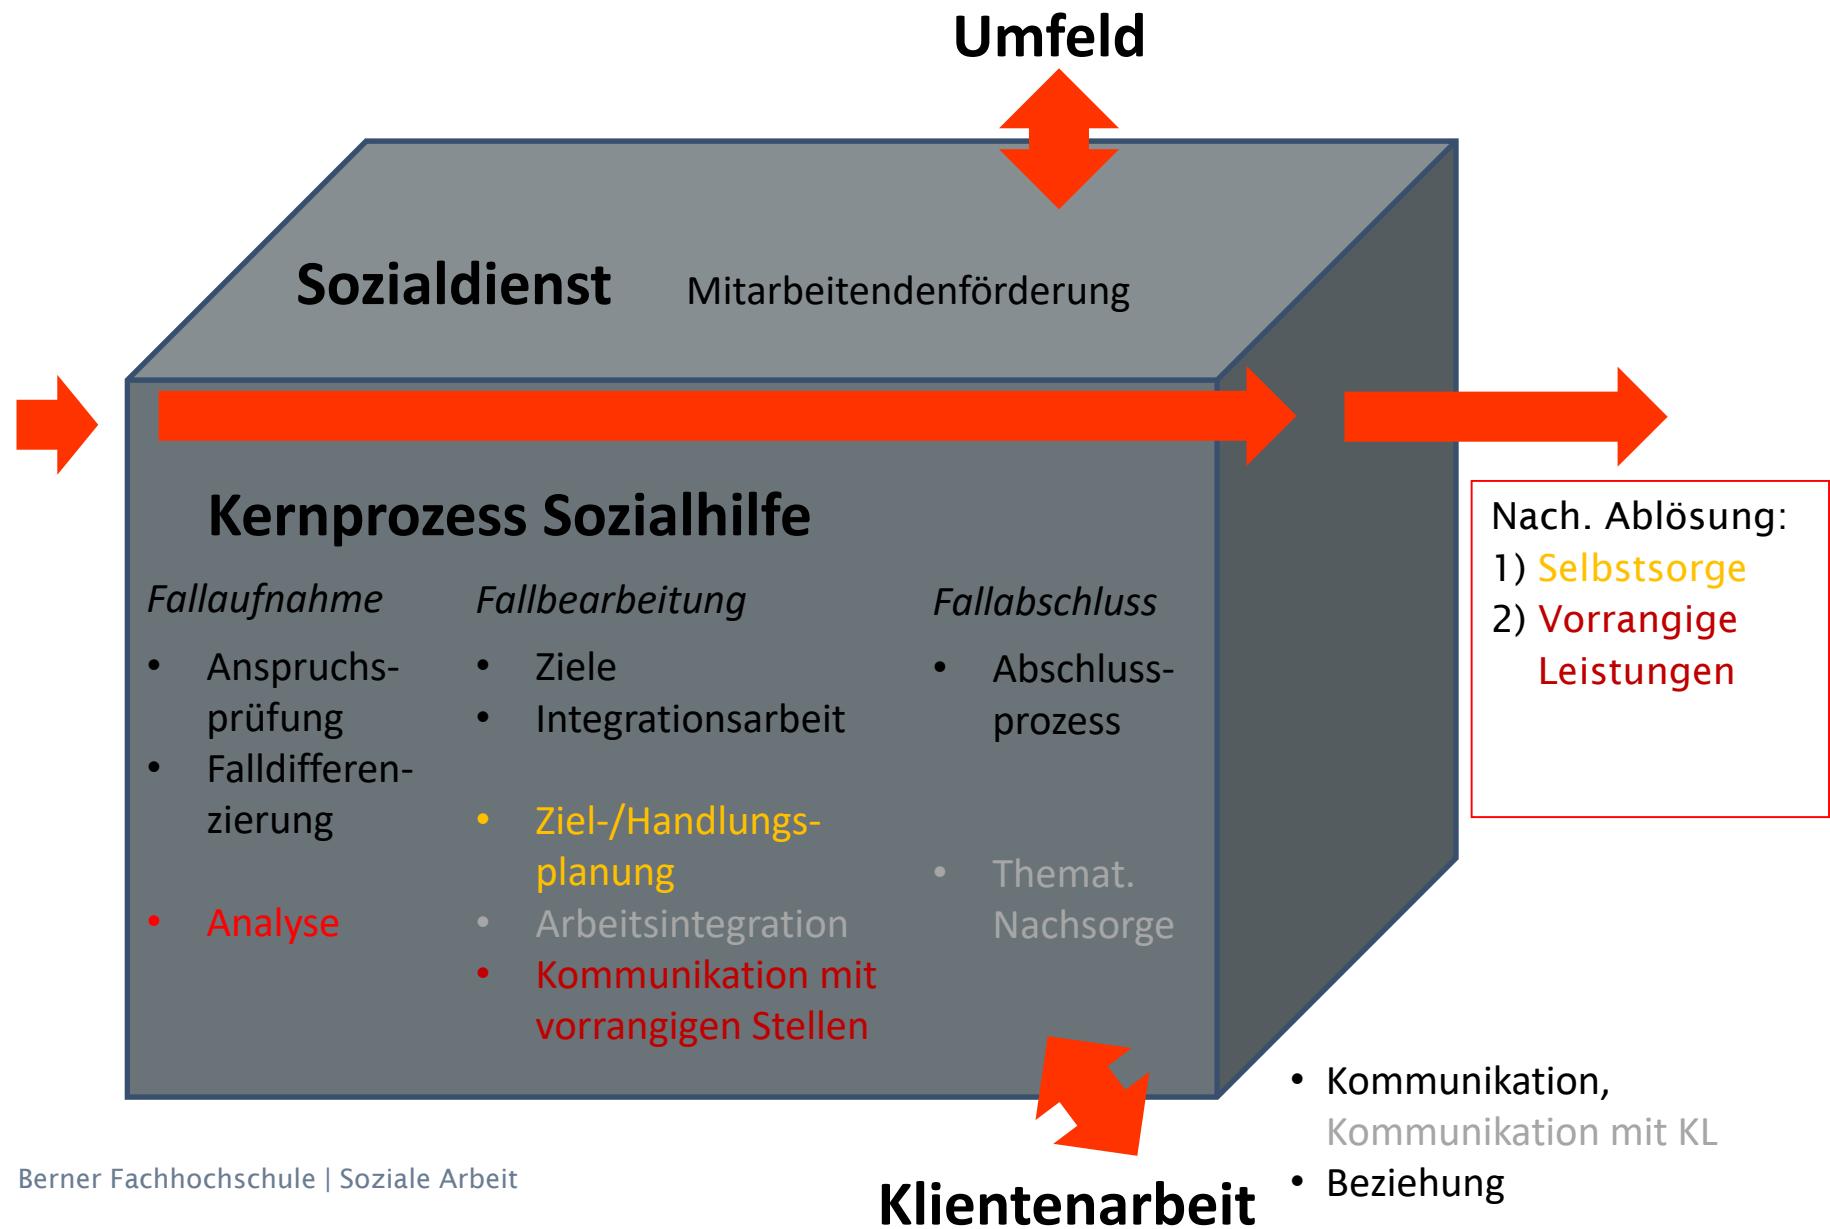 Umfeld
Sozialdienst Mitarbeitendenförderung
Kernprozess Sozialhilfe
Fallaufnahme
• Anspruchs-
prüfung
• Falldifferen-
zierung
• Analyse
Fallbearbeitung
• Ziele
• Integrationsarbeit
• Ziel-/Handlungs-
planung
• Arbeitsintegration
• Kommunikation mit
vorrangigen Stellen
Fallabschluss
• Abschluss-
prozess
• Themat.
Nachsorge
Nach. Ablösung:
1) Selbstsorge
2) Vorrangige
Leistungen
Klientenarbeit
• Kommunikation,
Kommunikation mit KL
• Beziehung
Berner Fachhochschule | Soziale Arbeit